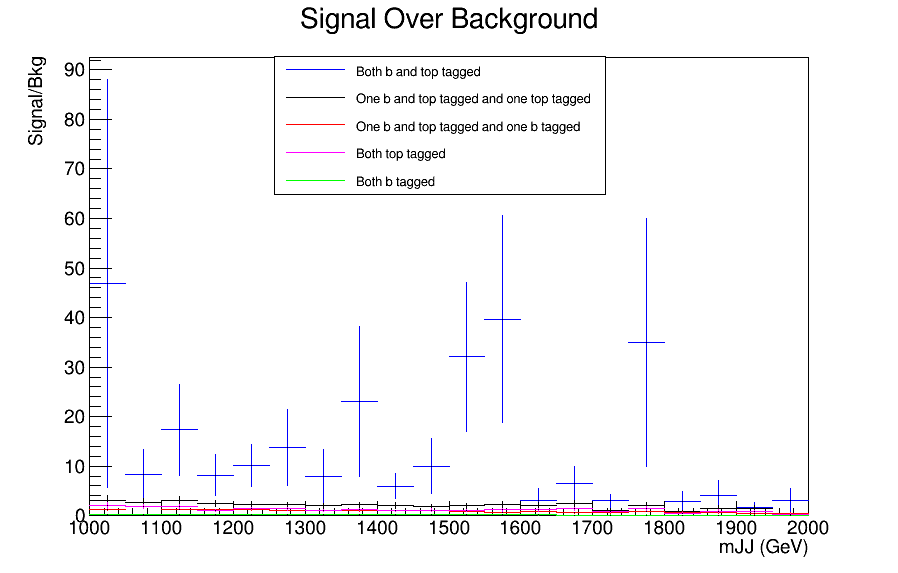 Signal Over Background
Signal/Bkg
90
80
70
60
50
40
30
20
10
0
Both b and top tagged
One b and top tagged and one top tagged
One b and top tagged and one b tagged
Both top tagged
Both b tagged
1000 1100 1200 1300 1400 1500 1600 1700 1800 1900 2000
mJJ (GeV)